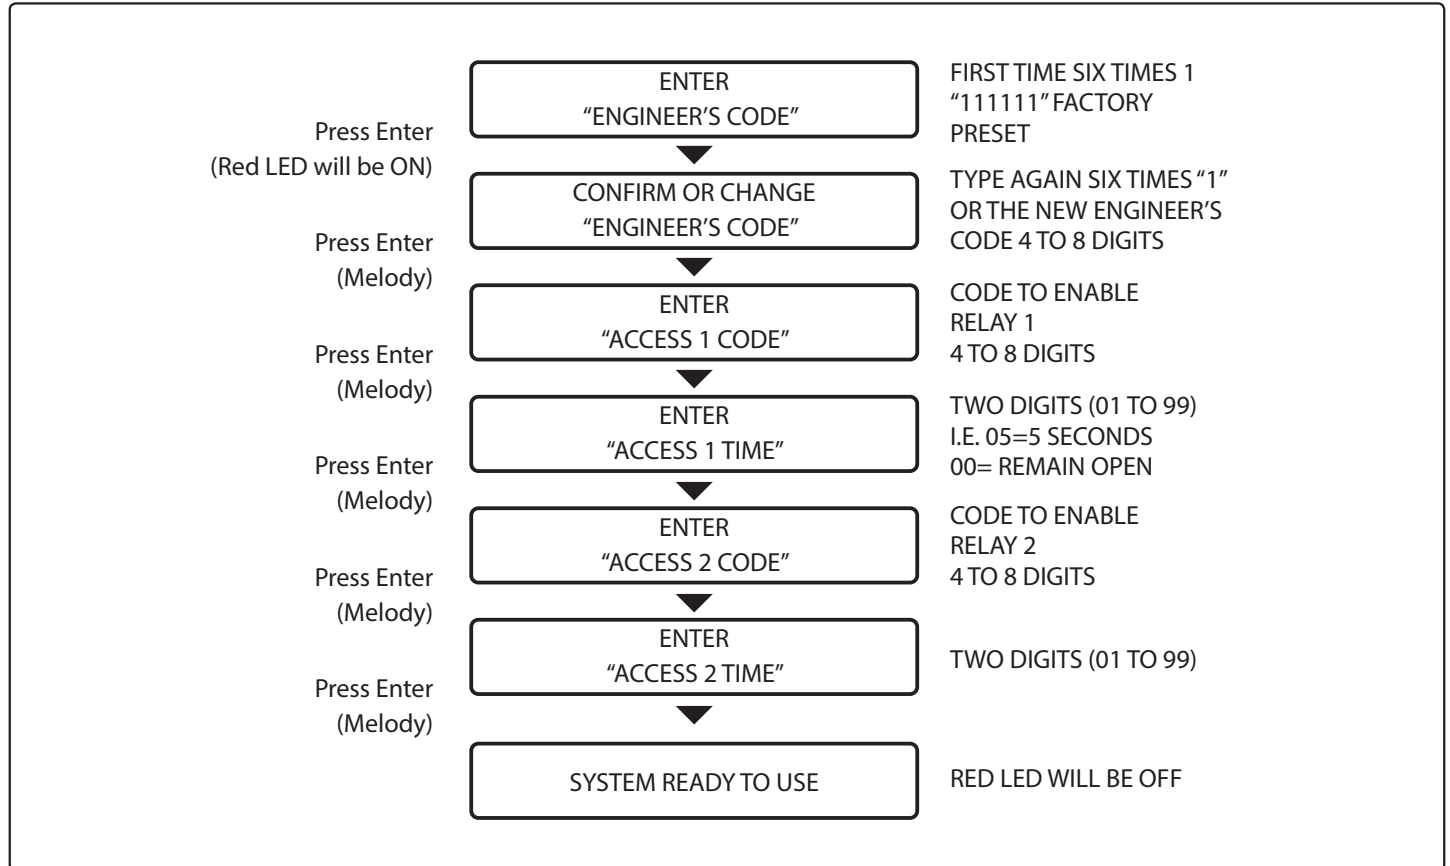 ENTER
“ENGINEER’S CODE”
FIRST TIME SIX TIMES 1
“111111” FACTORY
PRESET
Press Enter
(Red LED will be ON)
CONFIRM OR CHANGE
“ENGINEER’S CODE”
TYPE AGAIN SIX TIMES “1”
OR THE NEW ENGINEER’S
CODE 4 TO 8 DIGITS
Press Enter
(Melody)
ENTER
“ACCESS 1 CODE”
CODE TO ENABLE
RELAY 1
4 TO 8 DIGITS
Press Enter
(Melody)
ENTER
“ACCESS 1 TIME”
TWO DIGITS (01 TO 99)
I.E. 05=5 SECONDS
00= REMAIN OPEN
Press Enter
(Melody)
ENTER
“ACCESS 2 CODE”
CODE TO ENABLE
RELAY 2
4 TO 8 DIGITS
Press Enter
(Melody)
ENTER
“ACCESS 2 TIME”
TWO DIGITS (01 TO 99)
Press Enter
(Melody)
SYSTEM READY TO USE
RED LED WILL BE OFF